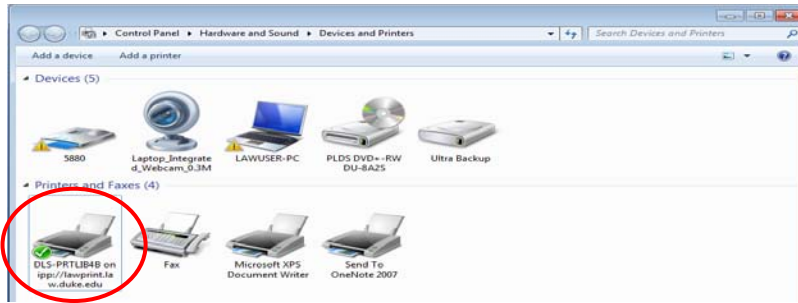 Control Panel ▸ Hardware and Sound ▸ Devices and Printers
Search Devices and Printers
Add a device Add a printer
Devices (5)
5880
Laptop_Integrate
d_Webcam_0.3M
LAWUSER-PC
PLDS DVD+-RW
DU-8A2S
Ultra Backup
Printers and Faxes (4)
DLS-PRTLIB4B on
ipp://lawprint.la
w.duke.edu
Fax
Microsoft XPS
Document Writer
Send To
OneNote 2007